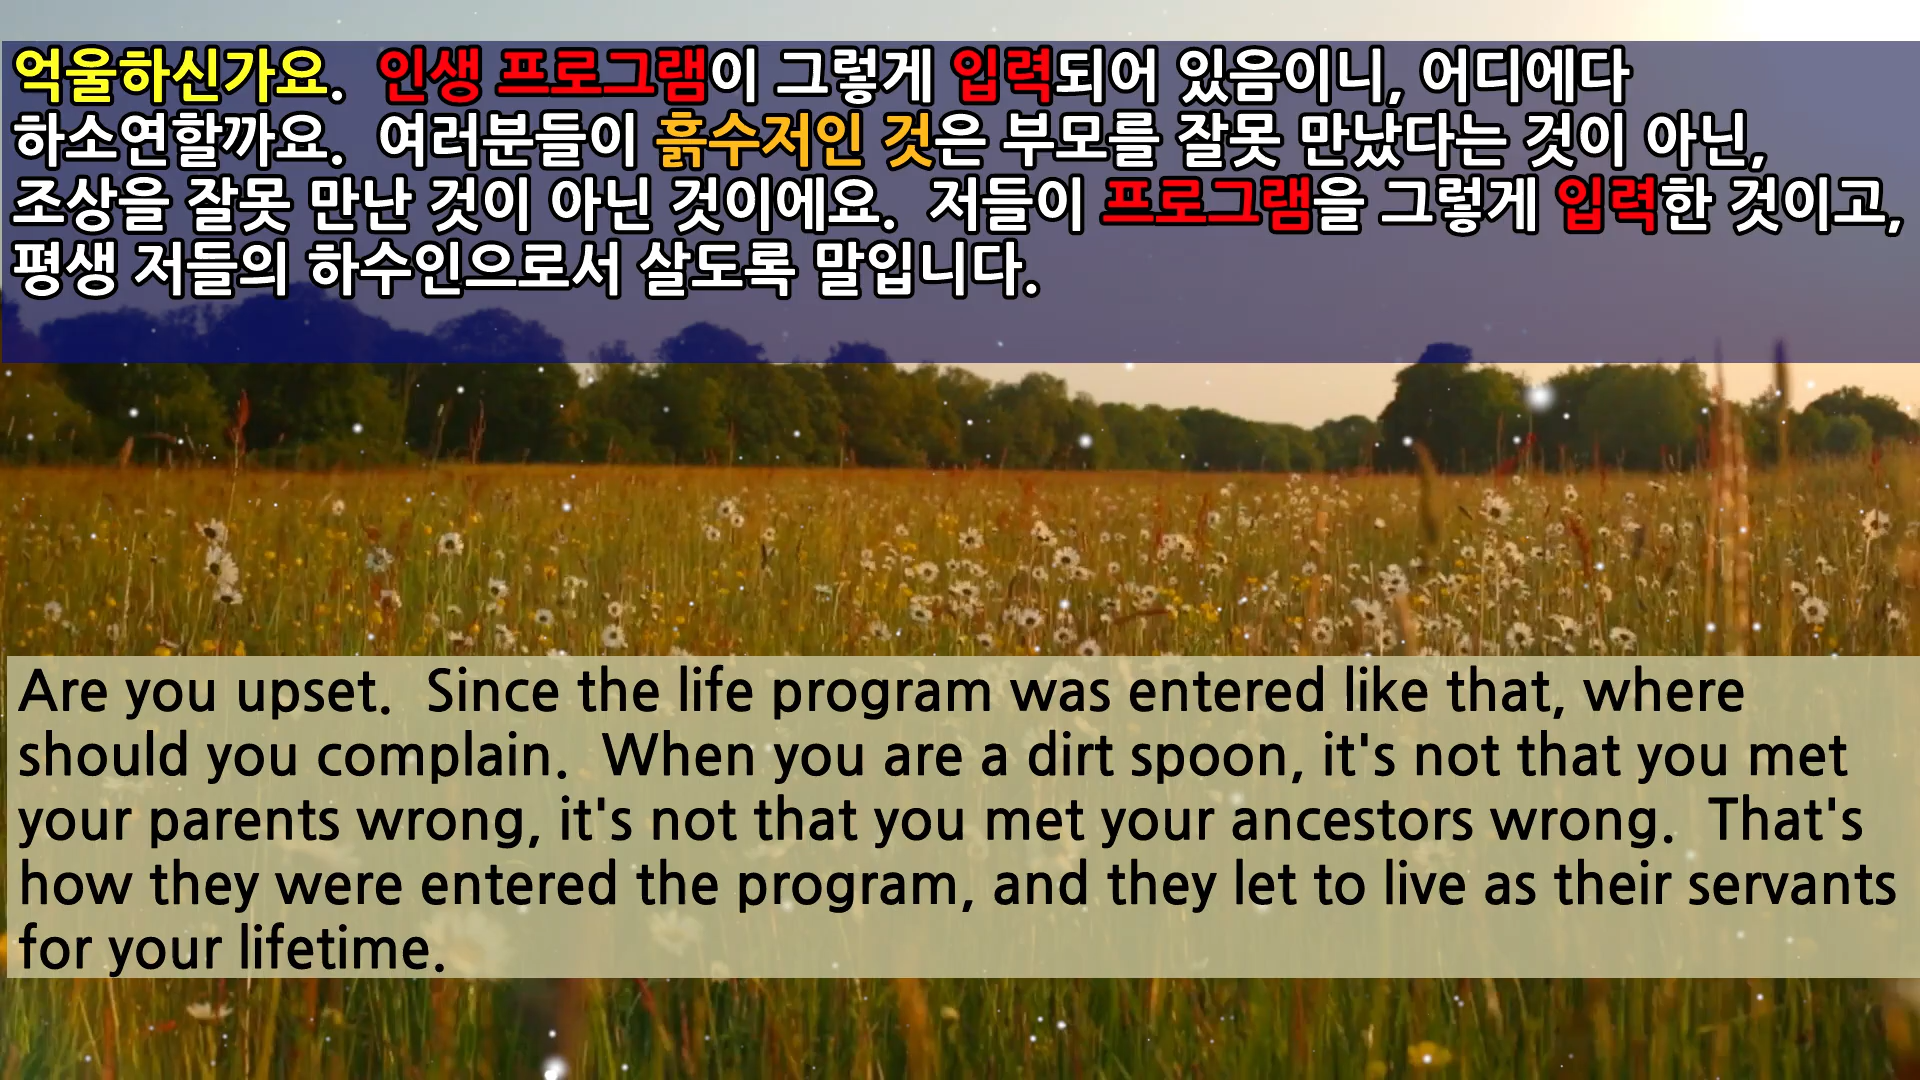 억울하신가요.  인생 프로그램이 그렇게 입력되어 있음이니, 어디에다
하소연할까요.  여러분들이 흙수저인 것은 부모를 잘못 만났다는 것이 아닌,
조상을 잘못 만난 것이 아닌 것이에요.  저들이 프로그램을 그렇게 입력한 것이고,
평생 저들의 하수인으로서 살도록 말입니다.
Are you upset.  Since the life program was entered like that, where
should you complain.  When you are a dirt spoon, it's not that you met
your parents wrong, it's not that you met your ancestors wrong.  That's
how they were entered the program, and they let to live as their servants
for your lifetime.